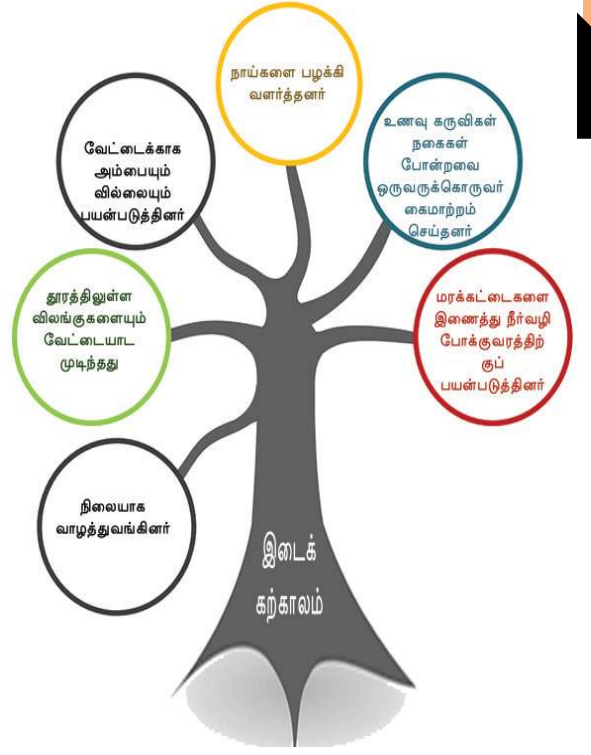 நாய்களை பழக்கி
வளர்த்தனர்
வேட்டைக்காக
அம்பையும்
வில்லையும்
பயன்படுத்தினர்
உணவு கருவிகள்
நகைகள்
போன்றவை
ஒருவருக்கொருவர்
கைமாற்றம்
செய்தனர்
தூரத்திலுள்ள
விலங்குகளையும்
வேட்டையாட
முடிந்தது
மரக்கட்டைகளை
இணைத்து நீர்வழி
போக்குவரத்திற்
குப்
பயன்படுத்தினர்
நிலையாக
வாழத்துவங்கினர்
இடைக்
கற்காலம்